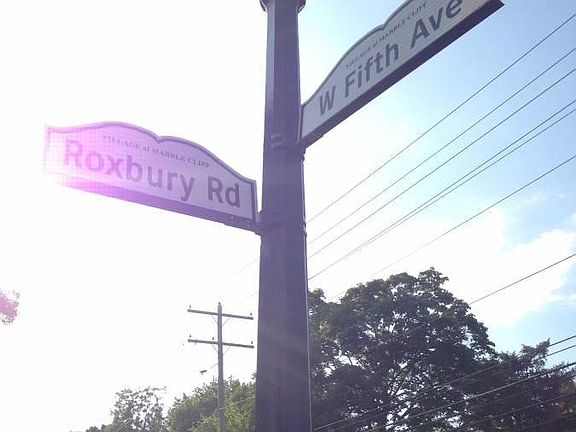 VILLAGE of MARBLE CLIFF
Roxbury Rd
VILLAGE of MARBLE CLIFF
W Fifth Ave